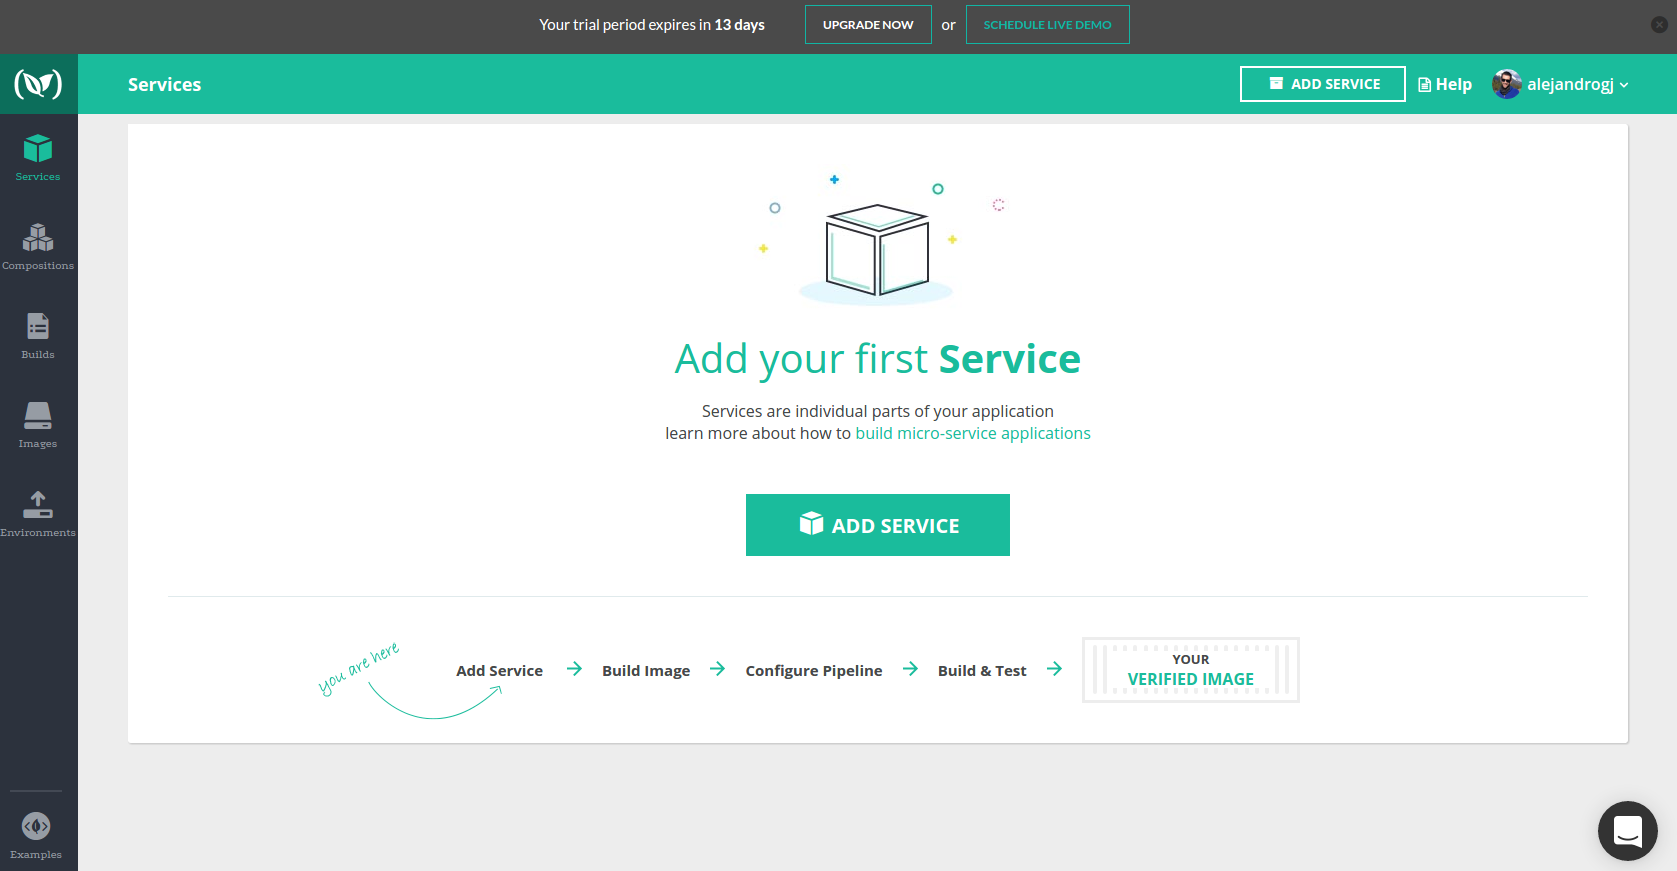 Your trial period expires in 13 days
UPGRADE NOW
or
SCHEDULE LIVE DEMO
Services
ADD SERVICE
Help
alejandrogj
Services
Compositions
Builds
Images
Environments
Examples
Add your first Service
Services are individual parts of your application
learn more about how to build micro-service applications
ADD SERVICE
you are here
Add Service
Build Image
Configure Pipeline
Build & Test
YOUR
VERIFIED IMAGE